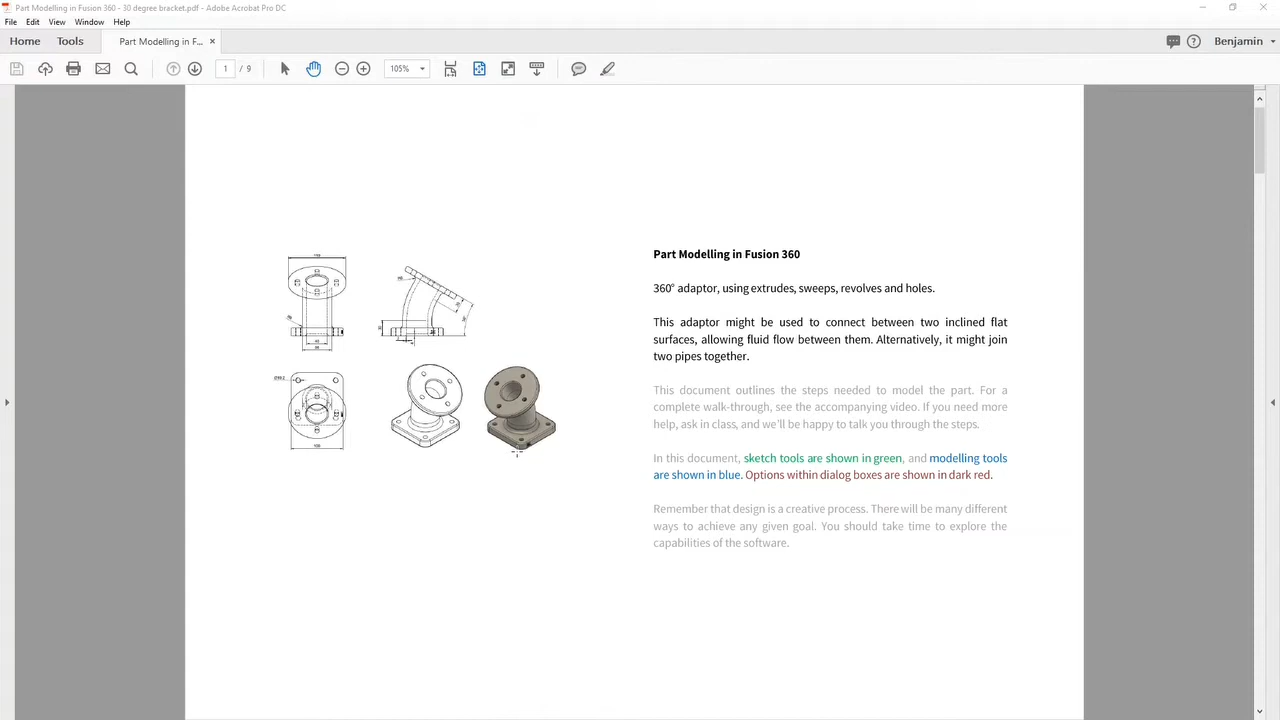 Part Modelling in Fusion 360 - 30 degree bracket.pdf - Adobe Acrobat Pro DC
File Edit View Window Help
Home Tools Part Modelling in F... ×
1 / 9 105%
Benjamin
Part Modelling in Fusion 360
360° adaptor, using extrudes, sweeps, revolves and holes.
This adaptor might be used to connect between two inclined flat
surfaces, allowing fluid flow between them. Alternatively, it might join
two pipes together.
This document outlines the steps needed to model the part. For a
complete walk-through, see the accompanying video. If you need more
help, ask in class, and we'll be happy to talk you through the steps.
In this document, sketch tools are shown in green, and modelling tools
are shown in blue. Options within dialog boxes are shown in dark red.
Remember that design is a creative process. There will be many different
ways to achieve any given goal. You should take time to explore the
capabilities of the software.